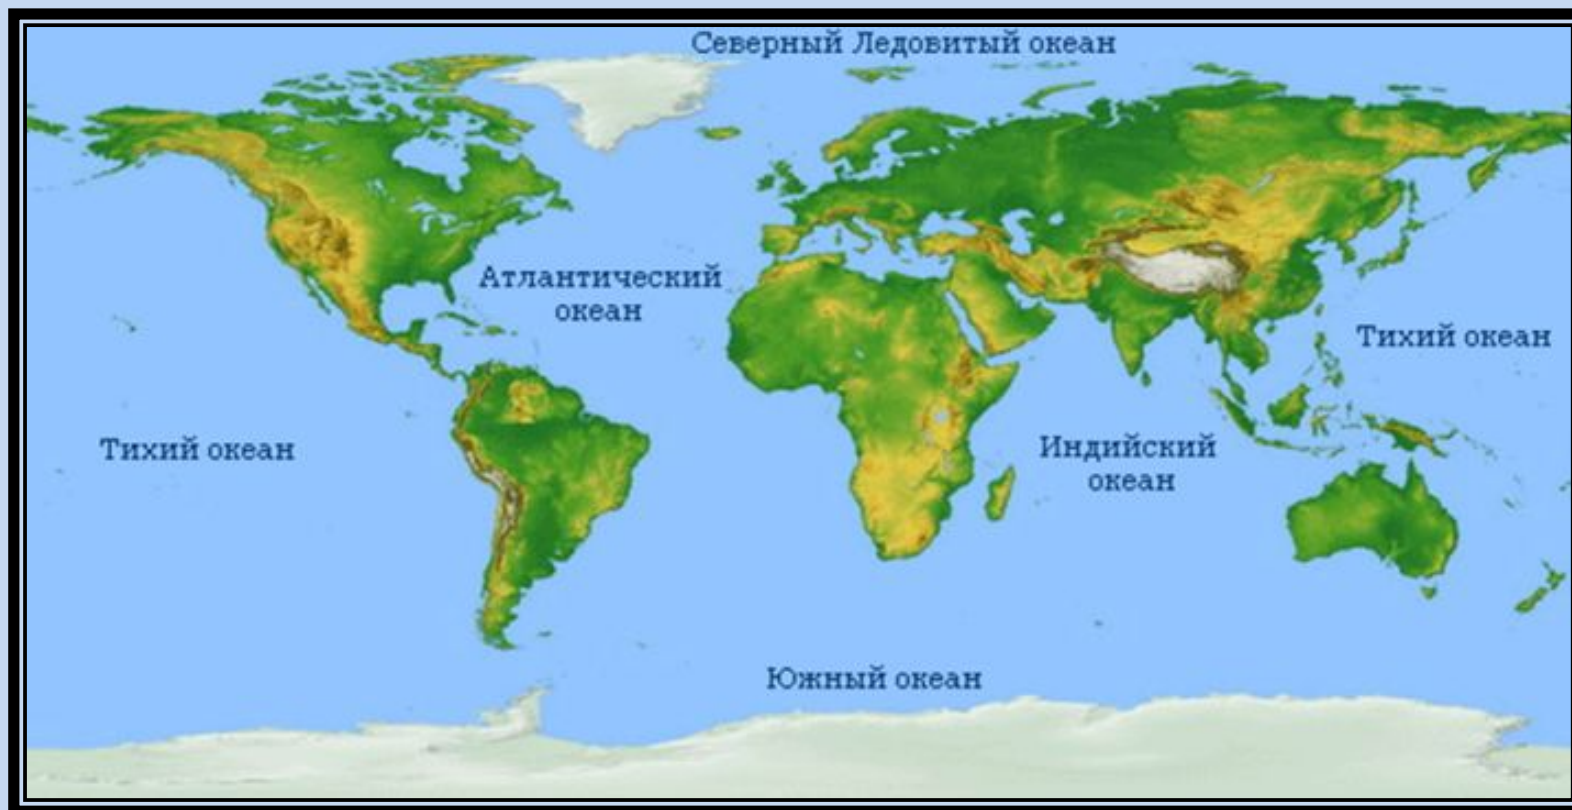 Северный Ледовитый океан
Атлантический
океан
Тихий океан
Тихий океан
Индийский
океан
Южный океан